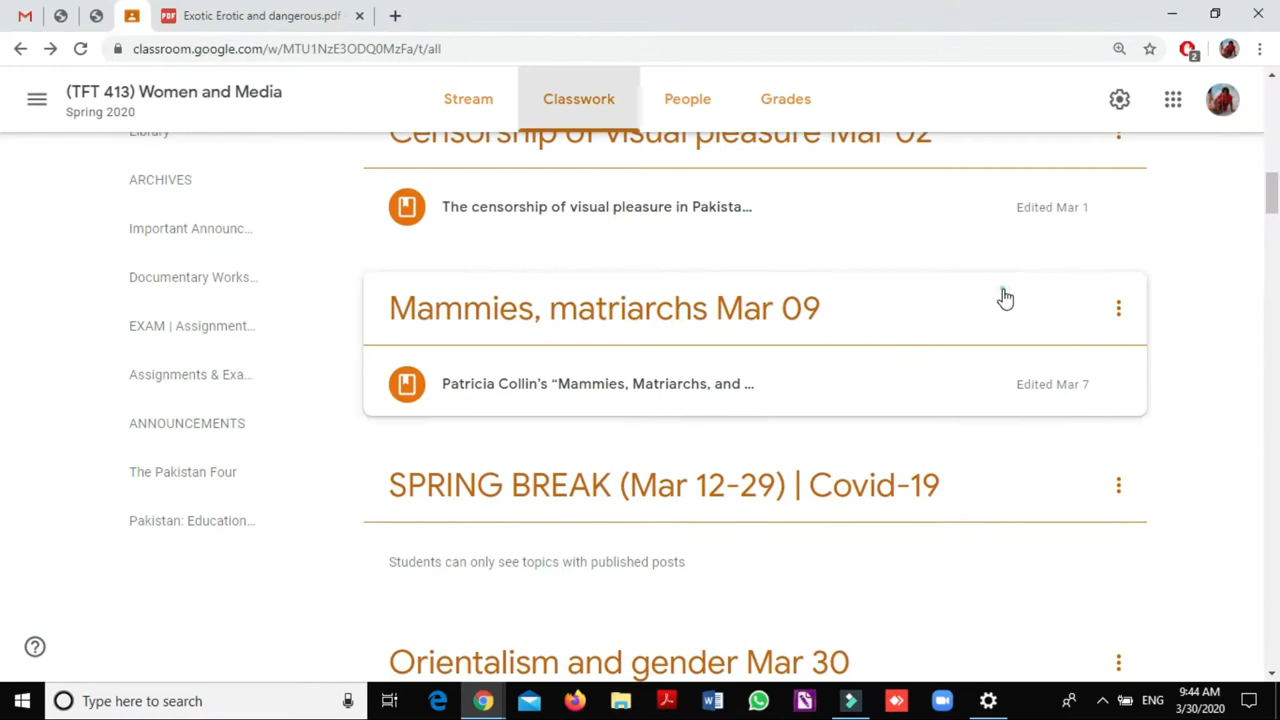 Exotic Erotic and dangerous.pdf
classroom.google.com/w/MTU1NzE3ODQ0MzFa/t/all
2
(TFT 413) Women and Media
Spring 2020
Stream
Classwork
People
Grades
Library
ARCHIVES
Important Announc...
Documentary Works...
EXAM | Assignment...
Assignments & Exa...
ANNOUNCEMENTS
The Pakistan Four
Pakistan: Education...
Censorship of visual pleasure Mar 02
The censorship of visual pleasure in Pakista...
Edited Mar 1
Mammies, matriarchs Mar 09
Patricia Collin's “Mammies, Matriarchs, and ...
Edited Mar 7
SPRING BREAK (Mar 12-29) | Covid-19
Students can only see topics with published posts
Orientalism and gender Mar 30
Type here to search
ENG
9:44 AM
3/30/2020